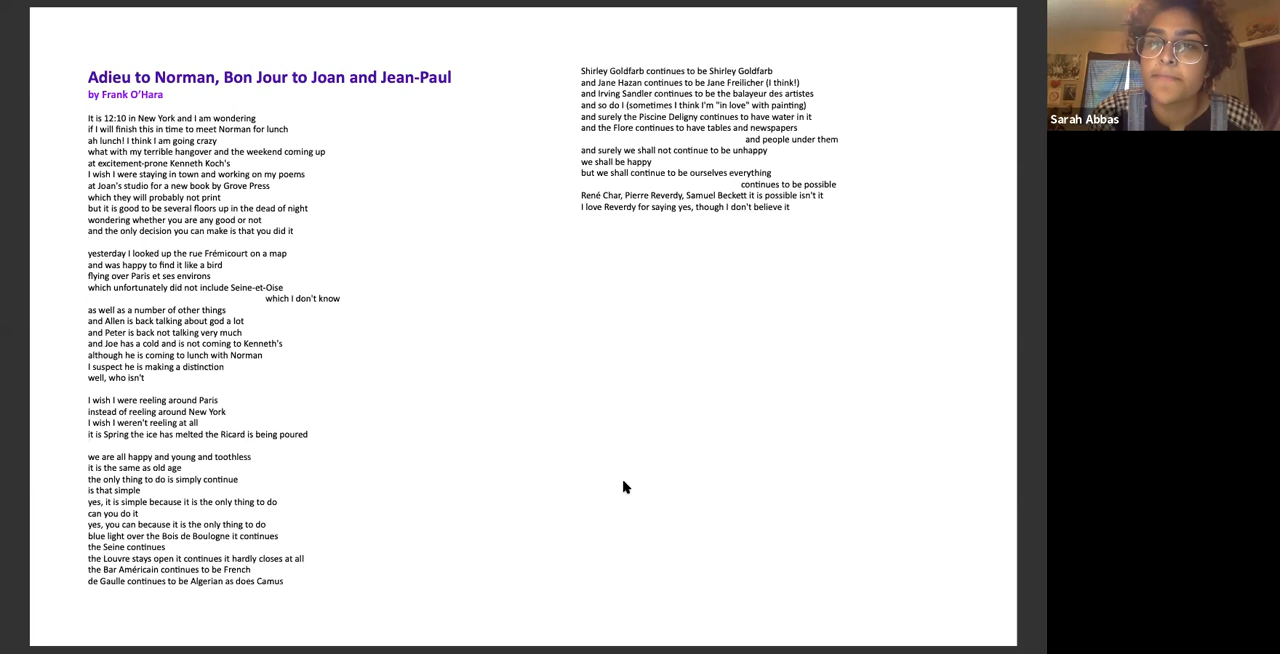 Adieu to Norman, Bon Jour to Joan and Jean-Paul
by Frank O'Hara
It is 12:10 in New York and I am wondering
if I will finish this in time to meet Norman for lunch
ah lunch! I think I am going crazy
what with my terrible hangover and the weekend coming up
at excitement-prone Kenneth Koch's
I wish I were staying in town and working on my poems
at Joan's studio for a new book by Grove Press
which they will probably not print
but it is good to be several floors up in the dead of night
wondering whether you are any good or not
and the only decision you can make is that you did it
yesterday I looked up the rue Frémicourt on a map
and was happy to find it like a bird
flying over Paris et ses environs
which unfortunately did not include Seine-et-Oise
which I don't know
as well as a number of other things
and Allen is back talking about god a lot
and Peter is back not talking very much
and Joe has a cold and is not coming to Kenneth's
although he is coming to lunch with Norman
I suspect he is making a distinction
well, who isn't
I wish I were reeling around Paris
instead of reeling around New York
I wish I weren't reeling at all
it is Spring the ice has melted the Ricard is being poured
we are all happy and young and toothless
it is the same as old age
the only thing to do is simply continue
is that simple
yes, it is simple because it is the only thing to do
can you do it
yes, you can because it is the only thing to do
blue light over the Bois de Boulogne it continues
the Seine continues
the Louvre stays open it continues it hardly closes at all
the Bar Américain continues to be French
de Gaulle continues to be Algerian as does Camus
Shirley Goldfarb continues to be Shirley Goldfarb
and Jane Hazan continues to be Jane Freilicher (I think!)
and Irving Sandler continues to be the balayeur des artistes
and so do I (sometimes I think I'm "in love" with painting)
and surely the Piscine Deligny continues to have water in it
and the Flore continues to have tables and newspapers
and people under them
and surely we shall not continue to be unhappy
we shall be happy
but we shall continue to be ourselves everything
continues to be possible
René Char, Pierre Reverdy, Samuel Beckett it is possible isn't it
I love Reverdy for saying yes, though I don't believe it
Sarah Abbas